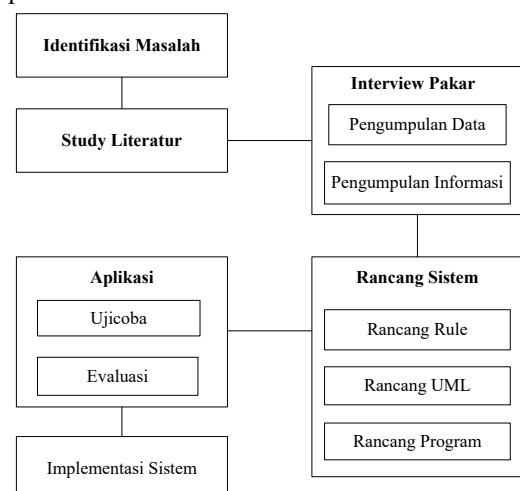 Identifikasi Masalah
Study Literatur
Interview Pakar
Pengumpulan Data
Pengumpulan Informasi
Rancang Sistem
Rancang Rule
Rancang UML
Rancang Program
Aplikasi
Ujicoba
Evaluasi
Implementasi Sistem